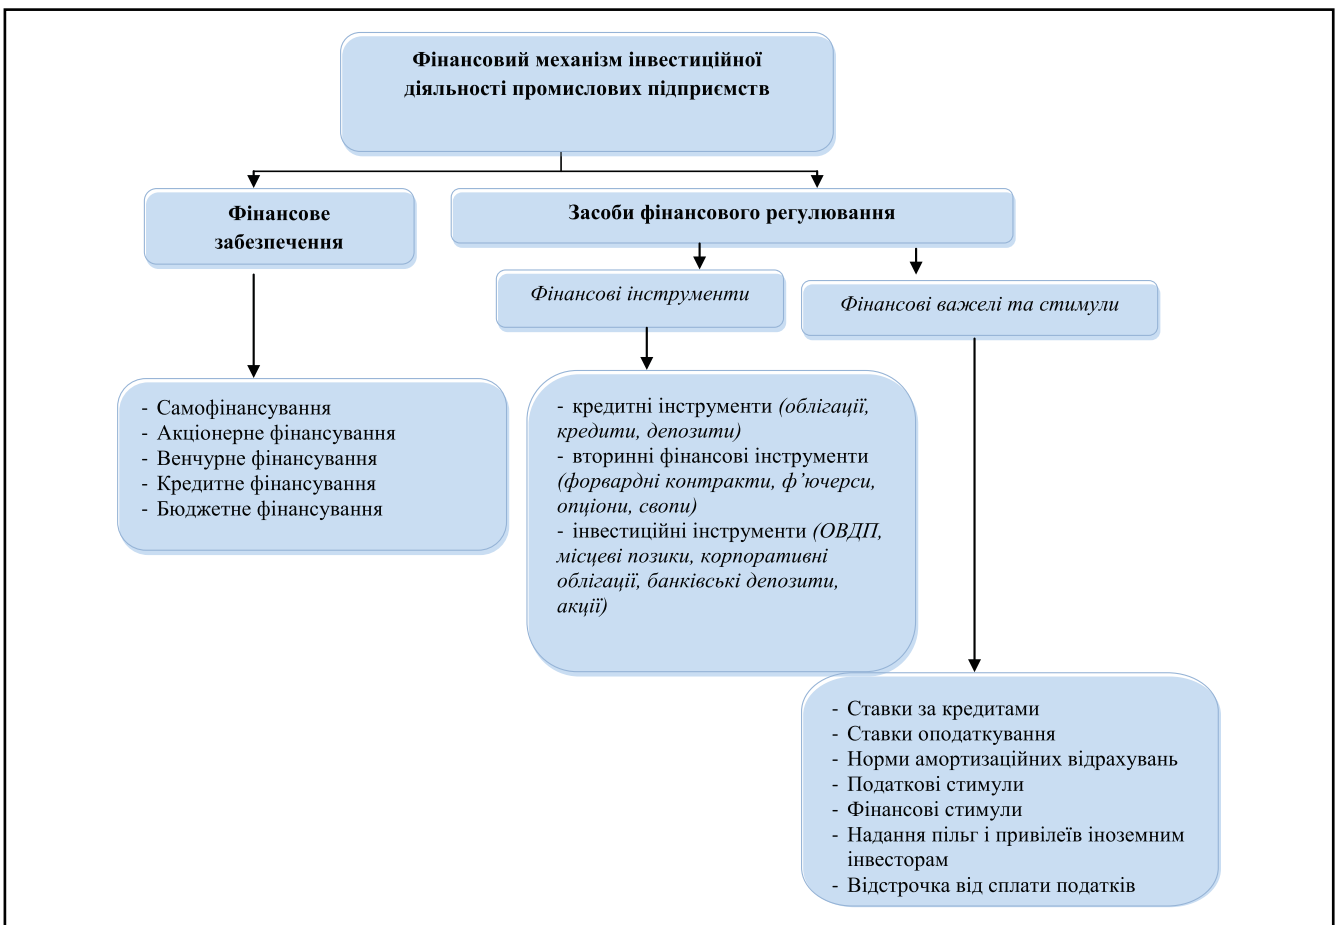 Фінансовий механізм інвестиційної
діяльності промислових підприємств
Фінансове
забезпечення
Засоби фінансового регулювання
Фінансові інструменти
Фінансові важелі та стимули
- Самофінансування
- Акціонерне фінансування
- Венчурне фінансування
- Кредитне фінансування
- Бюджетне фінансування
- кредитні інструменти (облігації,
кредити, депозити)
- вторинні фінансові інструменти
(форвардні контракти, ф’ючерси,
опціони, свопи)
- інвестиційні інструменти (ОВДП,
місцеві позики, корпоративні
облігації, банківські депозити,
акції)
- Ставки за кредитами
- Ставки оподаткування
- Норми амортизаційних відрахувань
- Податкові стимули
- Фінансові стимули
- Надання пільг і привілеїв іноземним
інвесторам
- Відстрочка від сплати податків